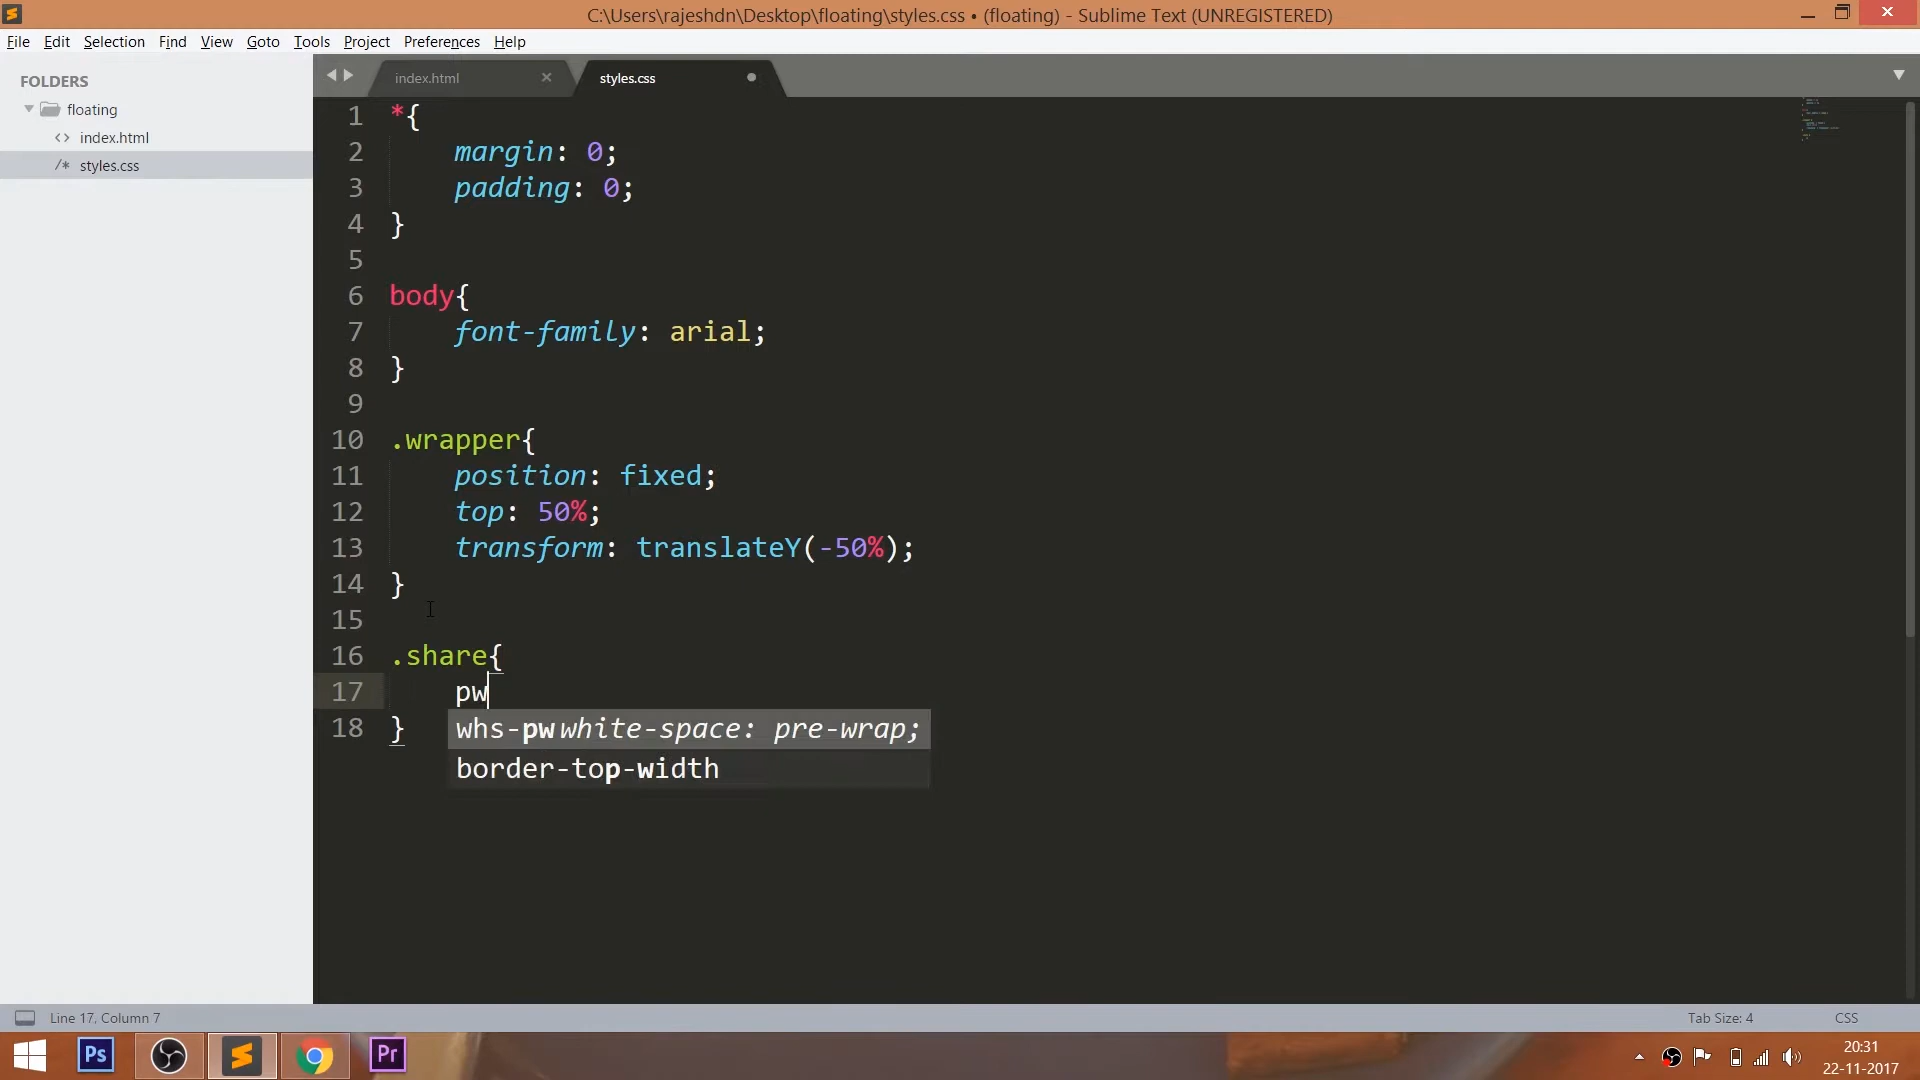 C:\Users\rajeshdn\Desktop\floating\styles.css • (floating) - Sublime Text (UNREGISTERED)
File Edit Selection Find View Goto Tools Project Preferences Help
FOLDERS
floating
index.html
styles.css
index.html
styles.css
1 *{
2 margin: 0;
3 padding: 0;
4 }
5
6 body{
7 font-family: arial;
8 }
9
10 .wrapper{
11 position: fixed;
12 top: 50%;
13 transform: translateY(-50%);
14 }
15
16 .share{
17 pw
18 }
whs-pw white-space: pre-wrap;
border-top-width
Line 17, Column 7
Tab Size: 4
CSS
Ps
Pr
20:31
22-11-2017